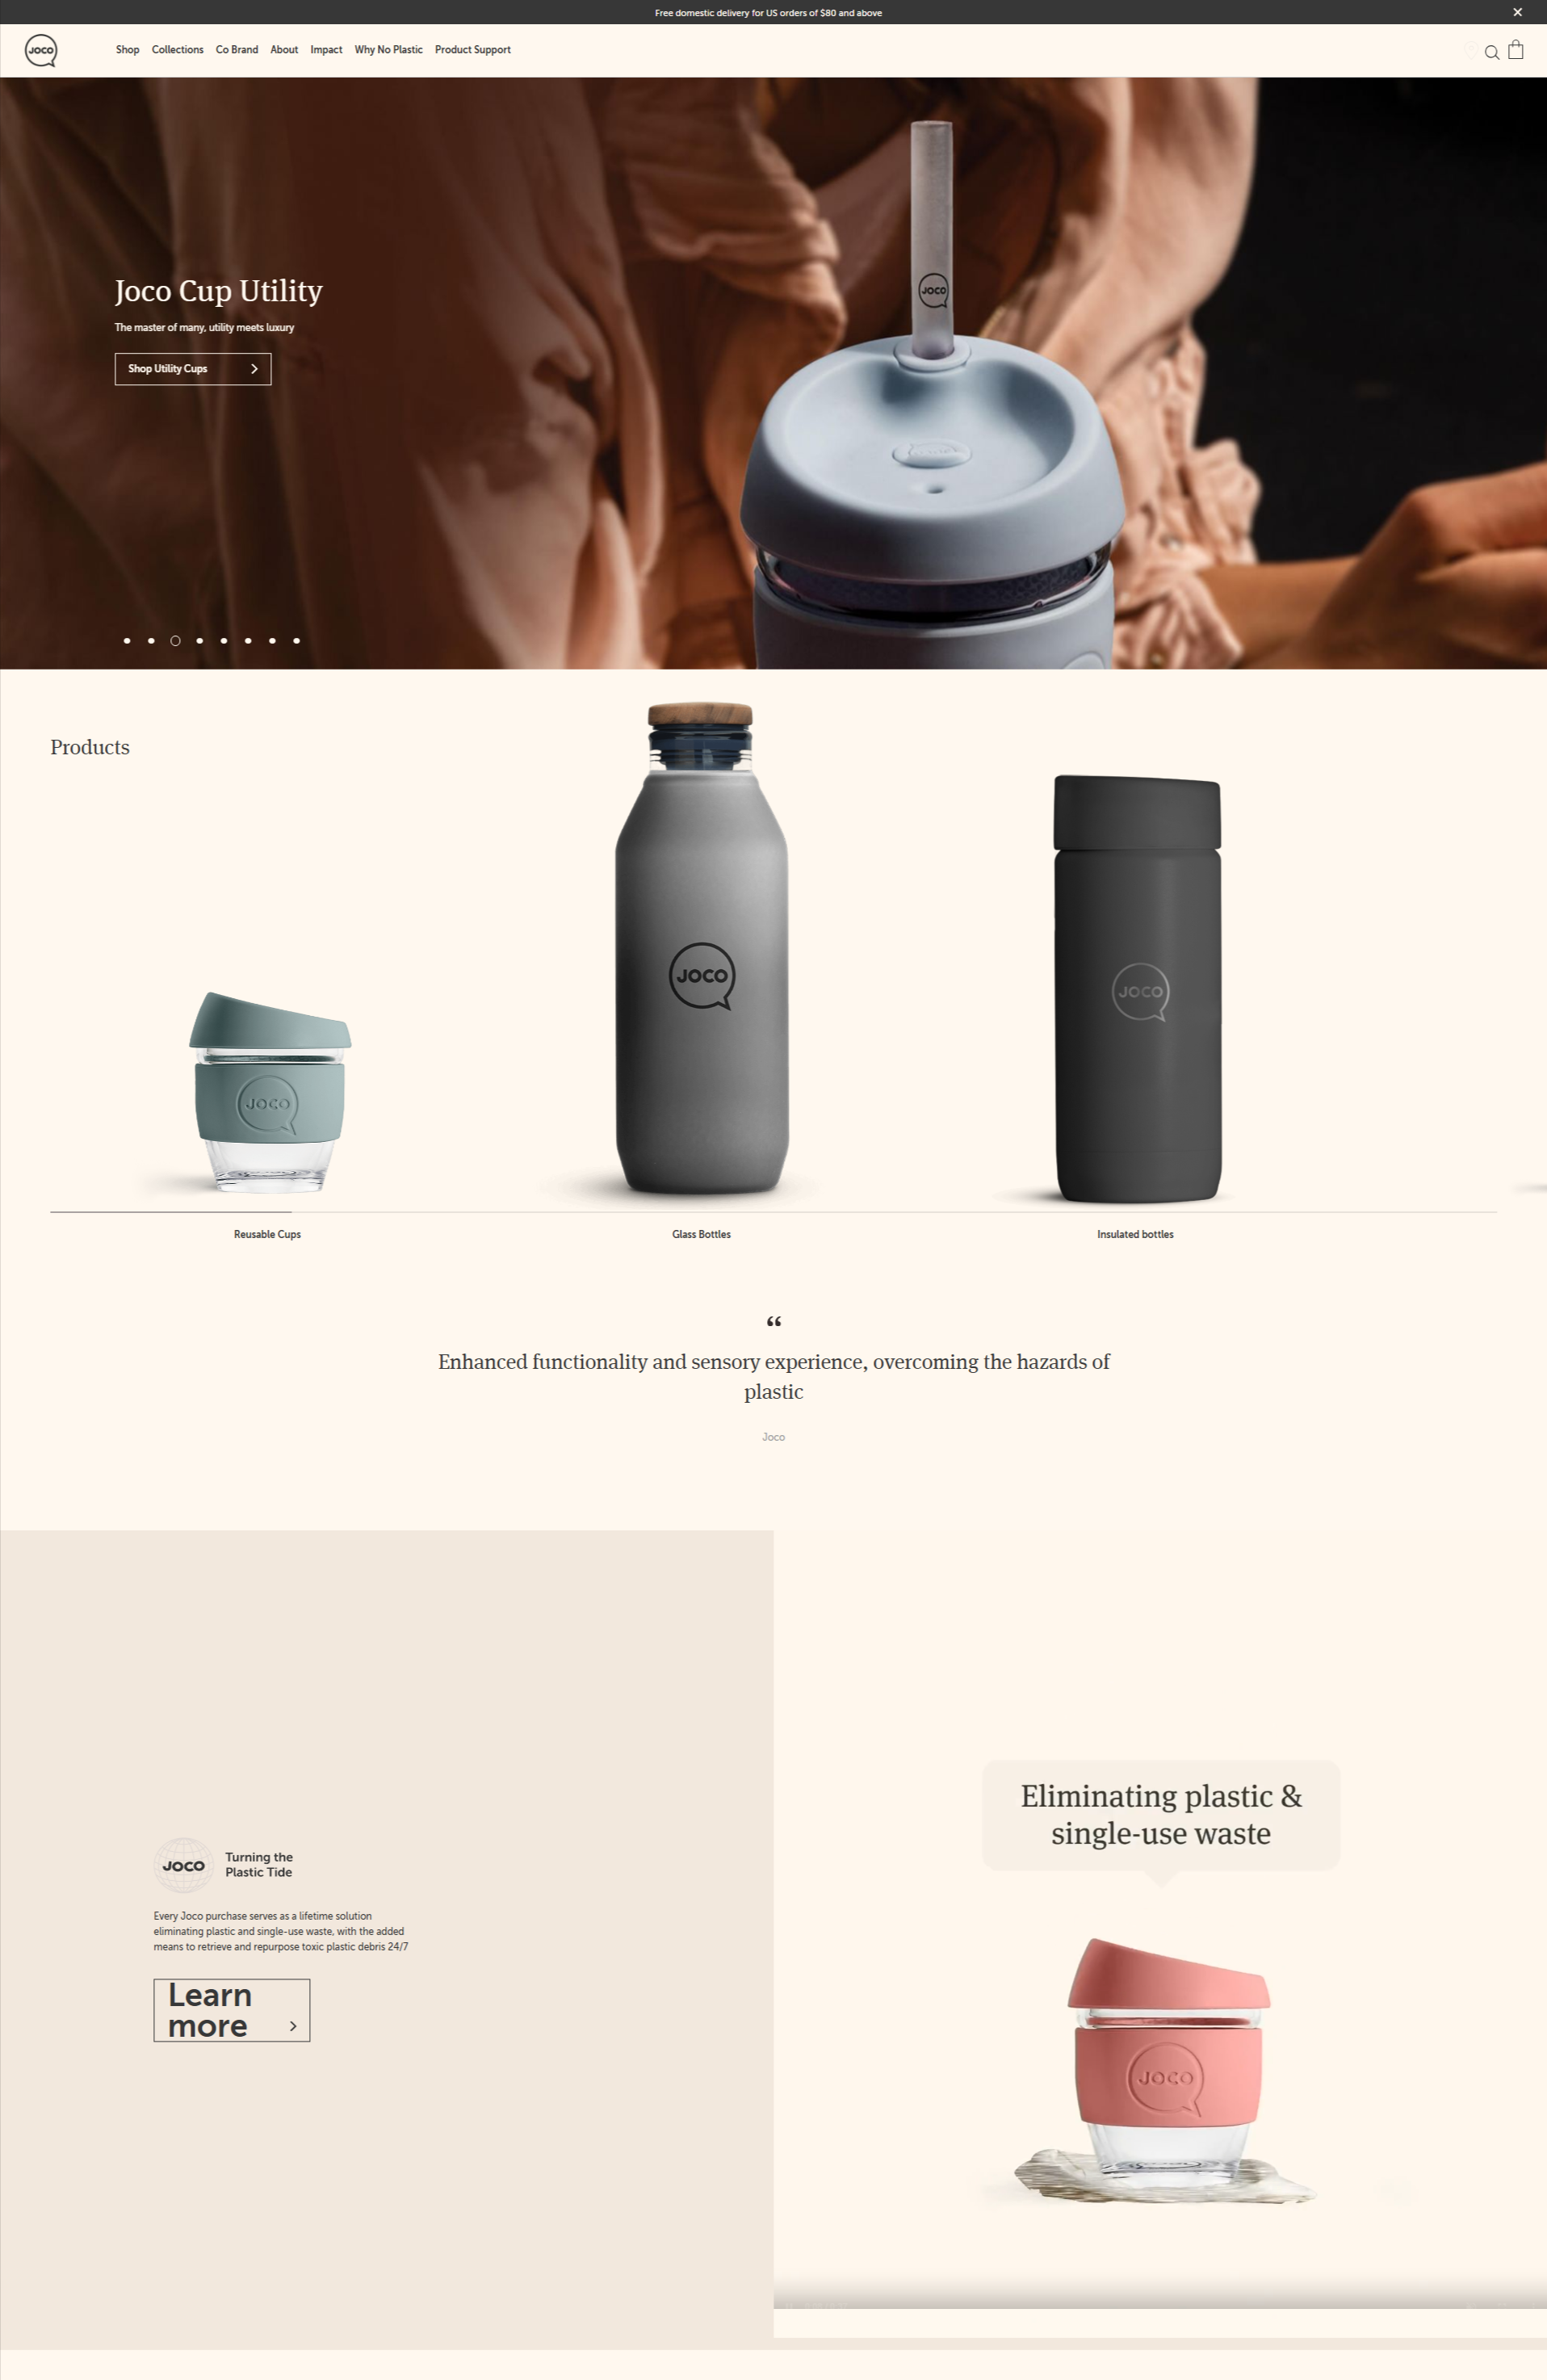 Free domestic delivery for US orders of $80 and above
JOCO
Shop Collections Co Brand About Impact Why No Plastic Product Support
JOCO
Joco Cup Utility
The master of many, utility meets luxury
Shop Utility Cups
Products
JOCO
JOCO
JOCO
Reusable Cups
Glass Bottles
Insulated bottles
“
Enhanced functionality and sensory experience, overcoming the hazards of
plastic
Joco
Eliminating plastic &
single-use waste
JOCO
Turning the
Plastic Tide
Every Joco purchase serves as a lifetime solution
eliminating plastic and single-use waste, with the added
means to retrieve and repurpose toxic plastic debris 24/7
Learn
more
JOCO